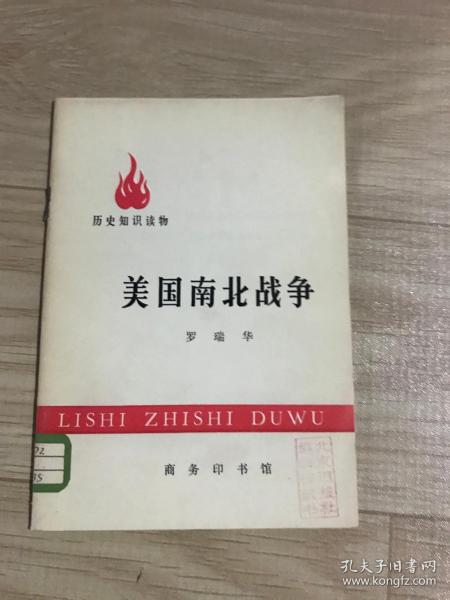 历史知识读物
美国南北战争
罗瑞华
LISHI ZHISHI DUWU
商务印书馆
孔夫子旧书网
www.kongfz.com